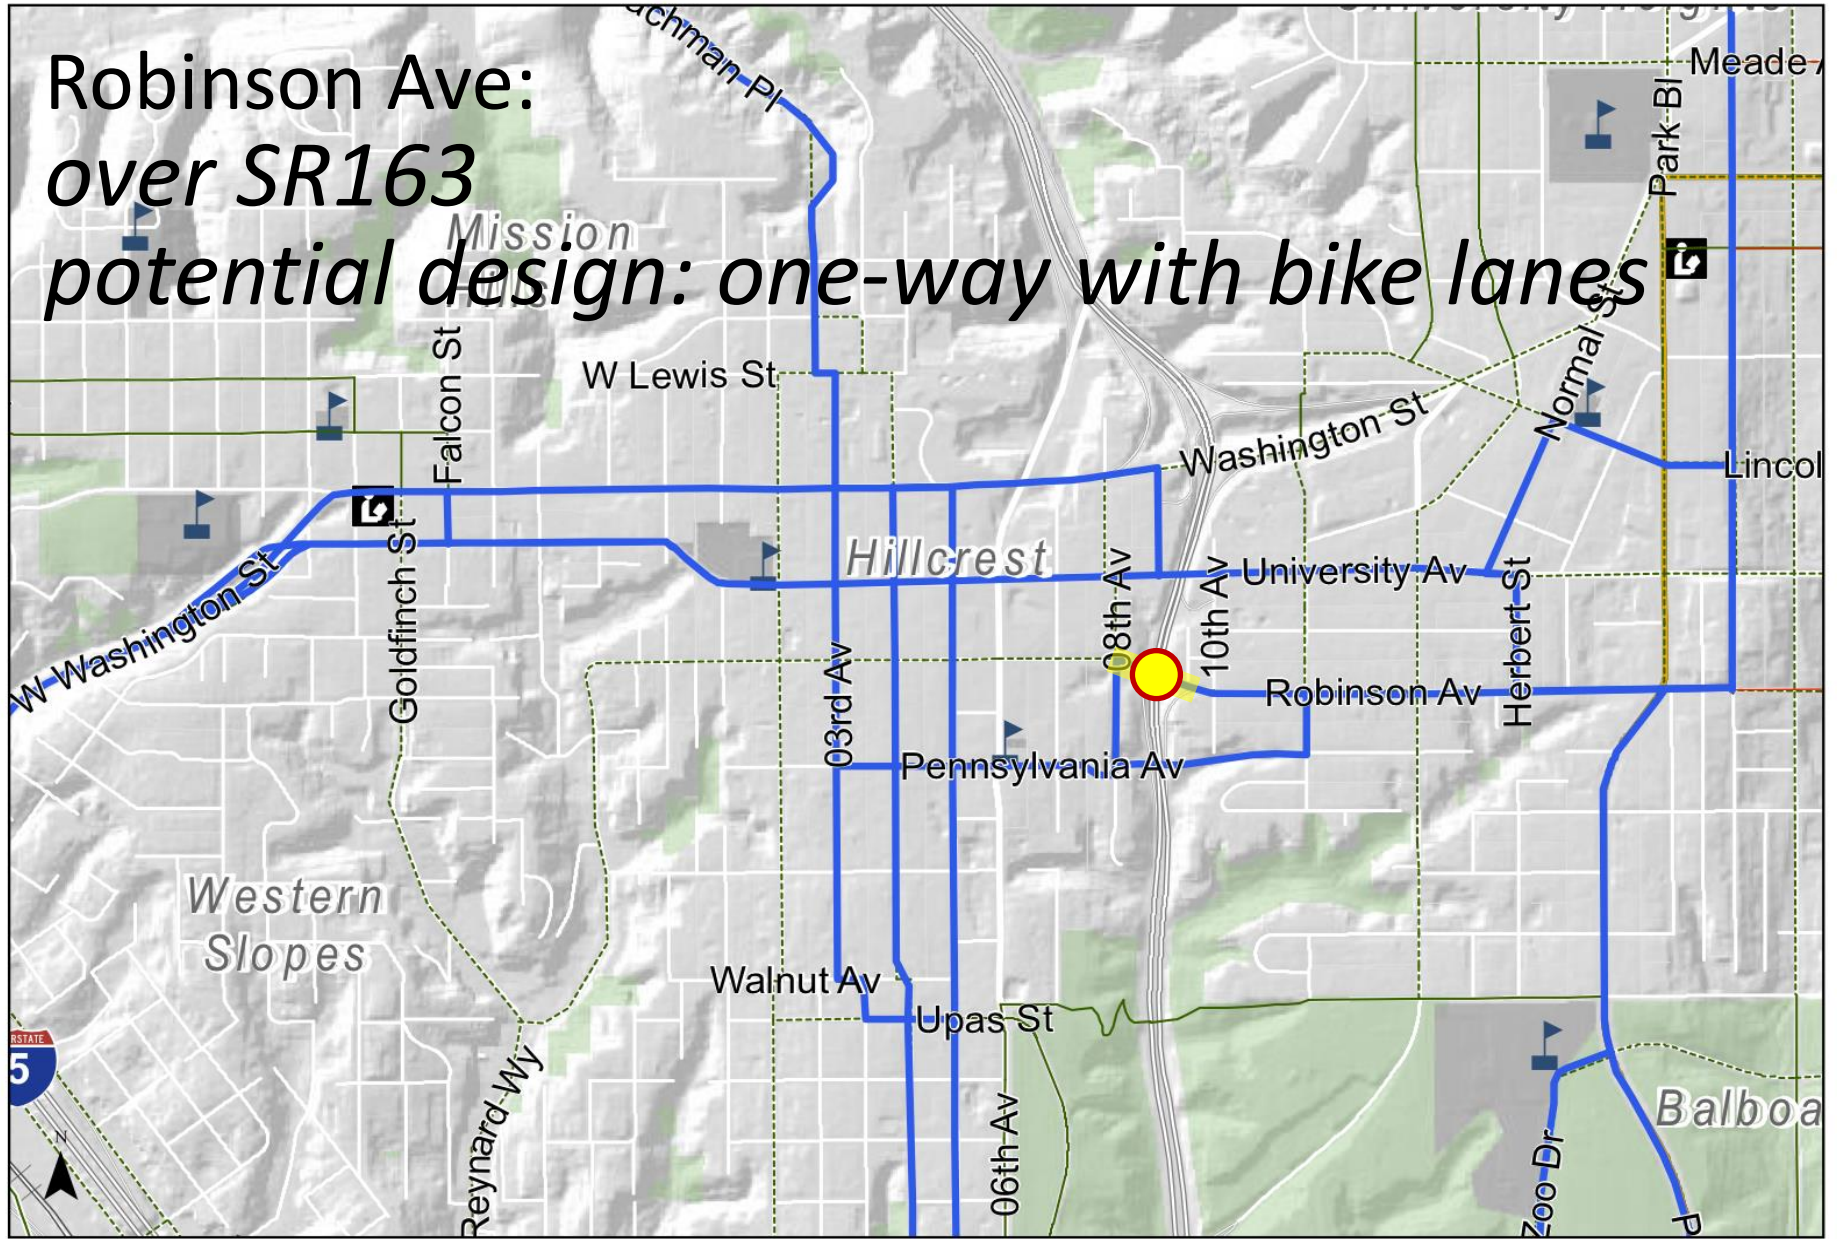 Robinson Ave:
over SR163
potential design: one-way with bike lanes
achman Pl
Meade A
Park Bl
Mission
Hills
Normal St
Falcon St
W Lewis St
Washington St
Lincol
Hillcrest
University Av
08th Av
10th Av
Herbert St
W Washington St
Goldfinch St
03rd Av
Robinson Av
Pennsylvania Av
Western
Slopes
Walnut Av
Upas St
5
N
Reynard Wy
06th Av
Balboa
Zoo Dr
P